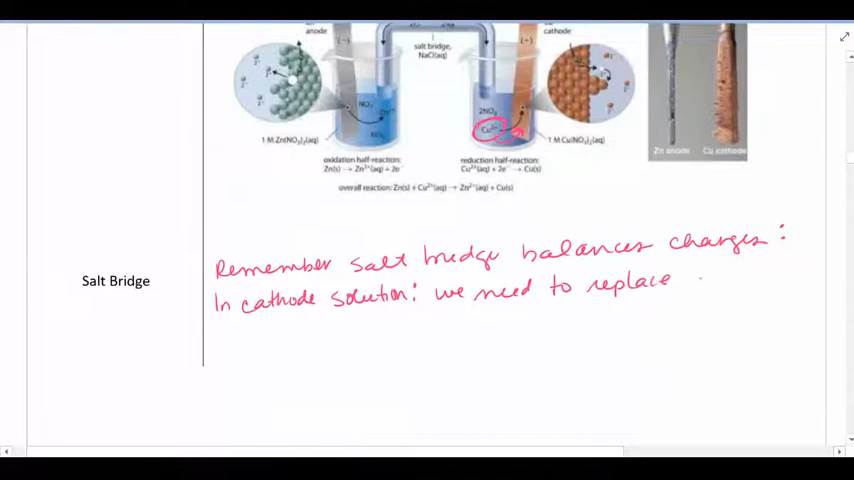 anode
cathode
(−)
(−)
salt bridge,
NaCl(aq)
2NO₃
Cu²⁺
1 M Zn(NO₃)₂(aq)
1 M Cu(NO₃)₂(aq)
Zn anode
Cu cathode
oxidation half-reaction:
Zn(s) → Zn²⁺(aq) + 2e⁻
reduction half-reaction:
Cu²⁺(aq) + 2e⁻ → Cu(s)
overall reaction: Zn(s) + Cu²⁺(aq) → Zn²⁺(aq) + Cu(s)
Remember salt bridge balances charges:
Salt Bridge
In cathode solution: we need to replace